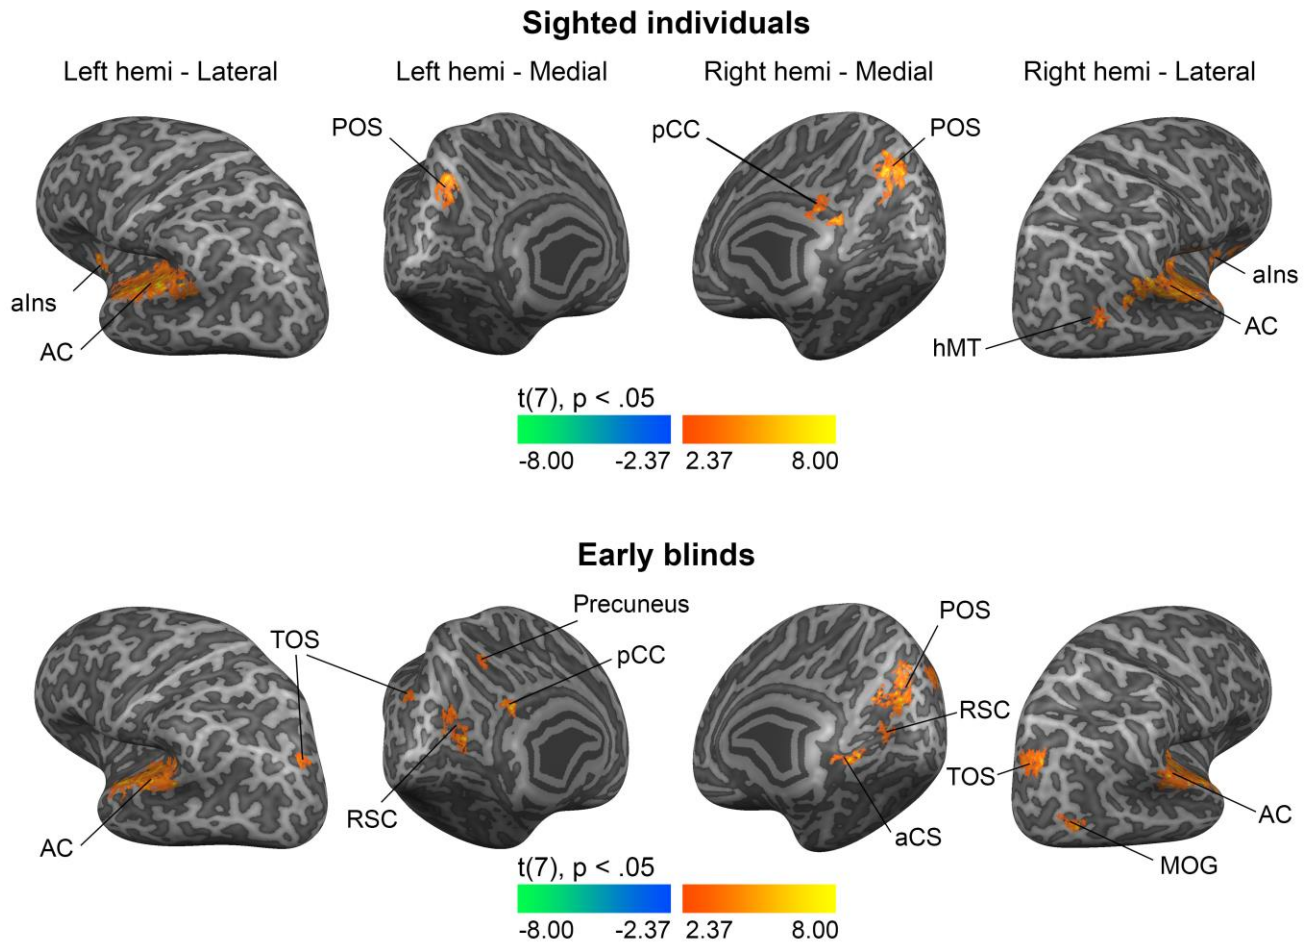 Sighted individuals
Left hemi - Lateral
Left hemi - Medial
Right hemi - Medial
Right hemi - Lateral
POS
pCC
POS
aIns
AC
aIns
AC
hMT
t(7), p < .05
-8.00 -2.37 2.37 8.00
Early blinds
TOS
Precuneus
pCC
POS
RSC
TOS
AC
RSC
aCS
AC
MOG
t(7), p < .05
-8.00 -2.37 2.37 8.00